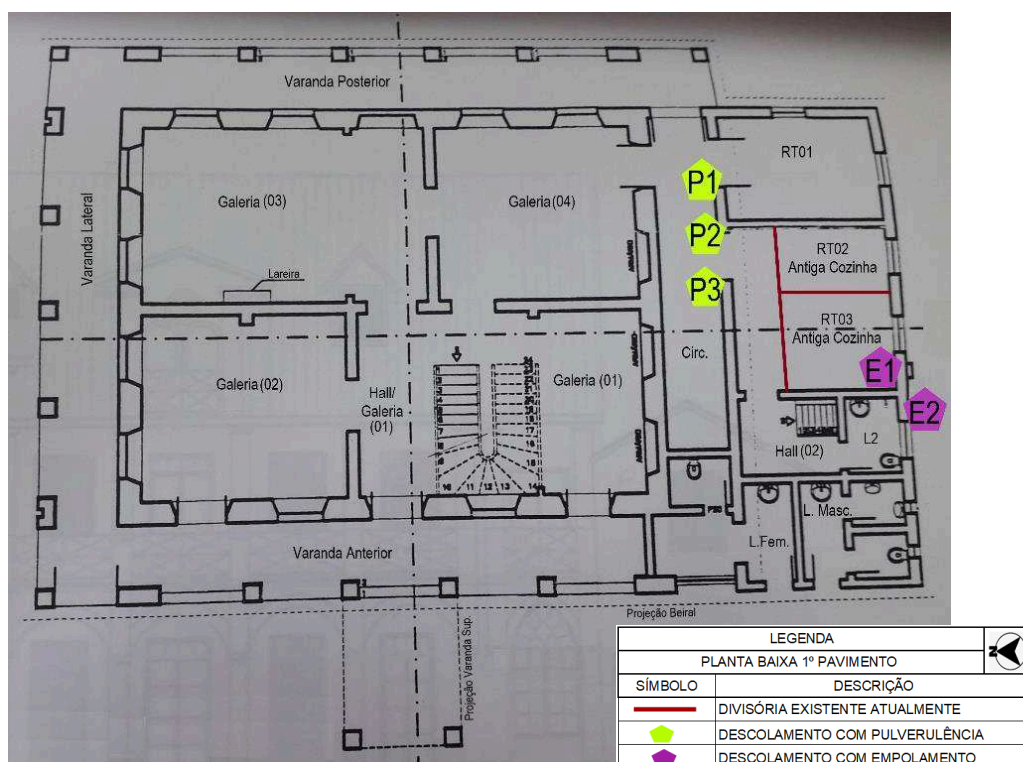 Varanda Posterior
RT01
P1
Galeria (03)
Galeria (04)
Varanda Lateral
P2
RT02
Antiga Cozinha
Lareira
P3
RT03
Antiga Cozinha
Circ.
Galeria (02)
Galeria (01)
Hall/
Galeria
(01)
E1
E2
Hall (02)
L2
L. Masc.
L.Fem.
Varanda Anterior
Projeção Beiral
Projeção Varanda Sup.
LEGENDA
PLANTA BAIXA 1º PAVIMENTO
N
SÍMBOLO DESCRIÇÃO
DIVISÓRIA EXISTENTE ATUALMENTE
DESCOLAMENTO COM PULVERULÊNCIA
DESCOLAMENTO COM EMPOLAMENTO